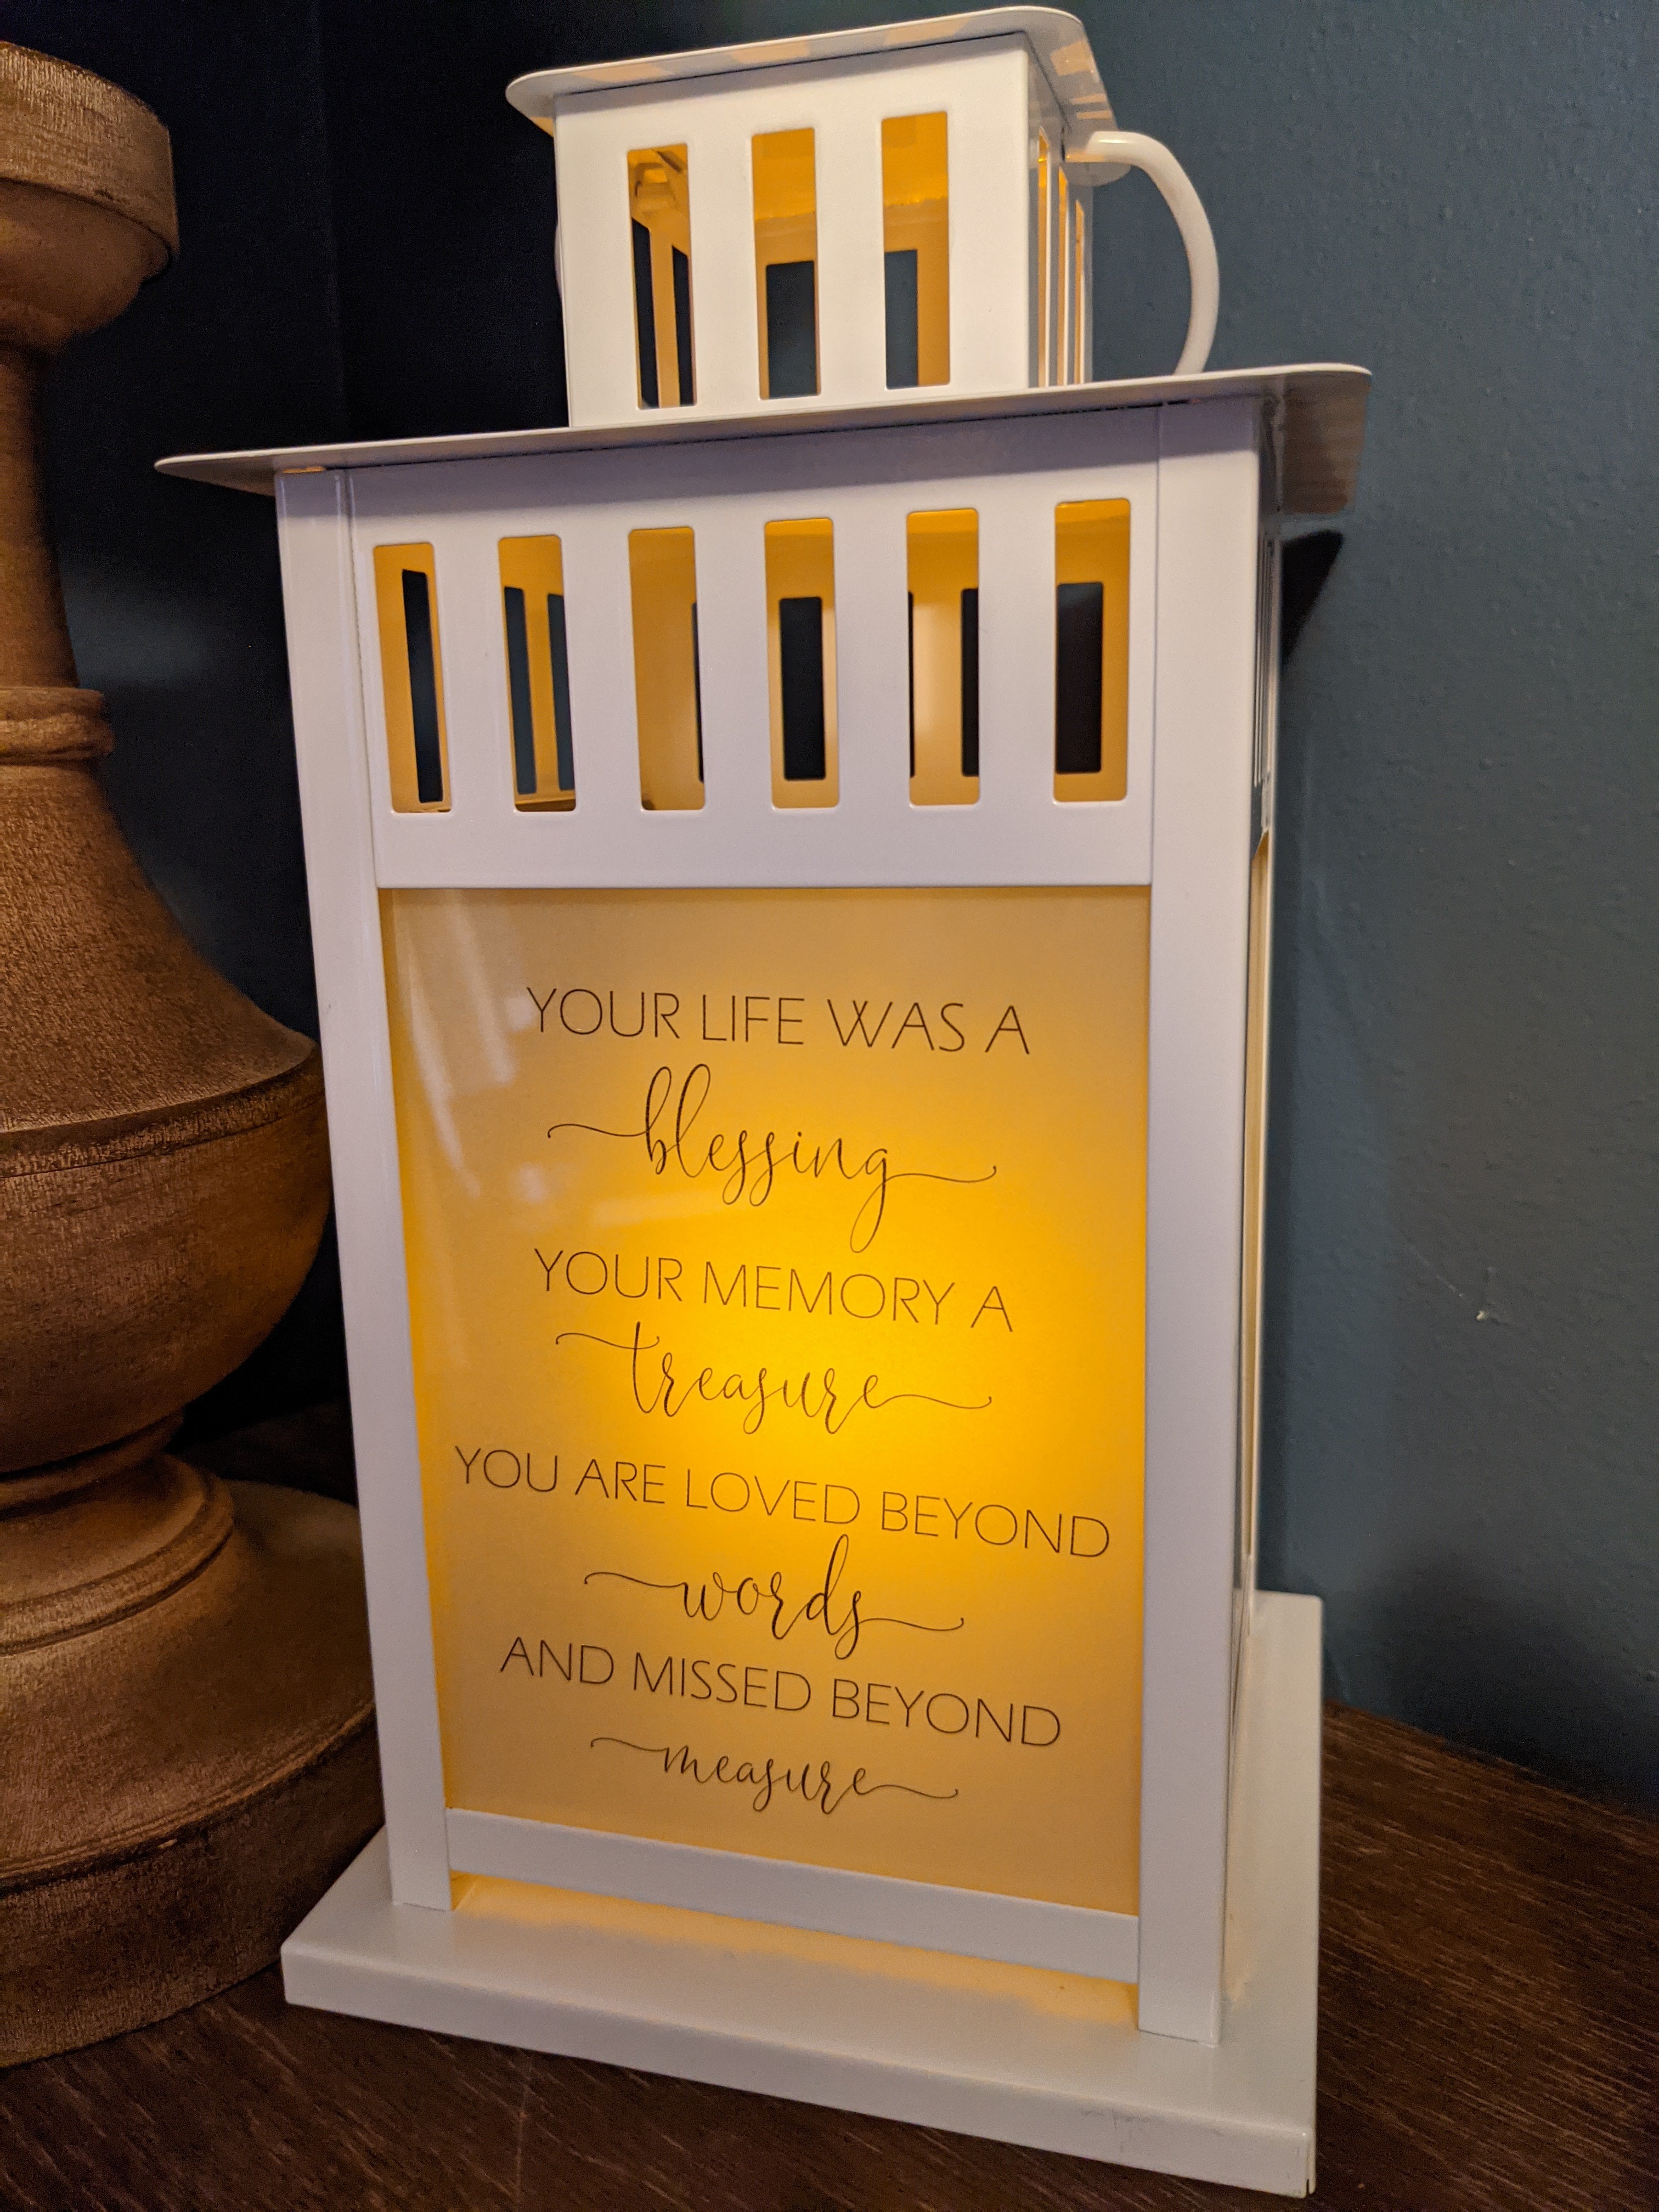 YOUR LIFE WAS A
blessing
YOUR MEMORY A
treasure
YOU ARE LOVED BEYOND
words
AND MISSED BEYOND
measure